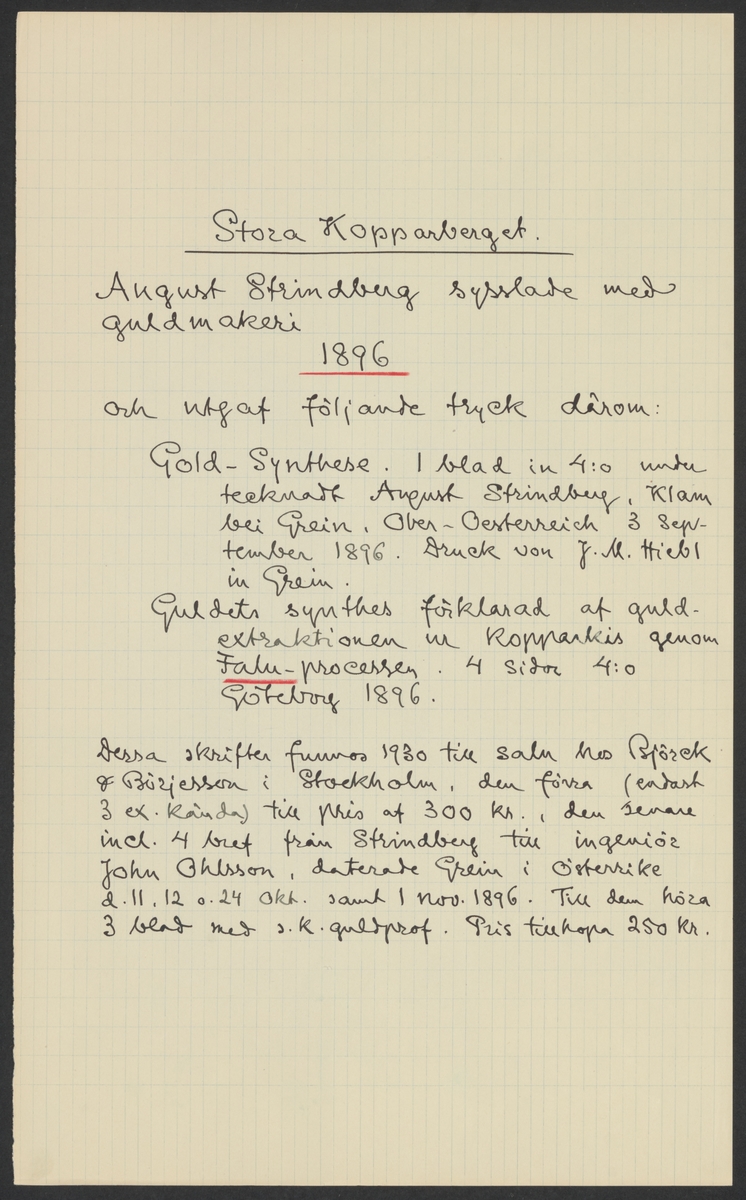 Stora Kopparberget.
August Strindberg sysslade med
guldmakeri
1896
och utgaf följande tryck därom:
Gold-Synthese. 1 blad in 4:o under
tecknadt August Strindberg, Klam
bei Grein, Ober-Oesterreich 3 Sep-
tember 1896. Druck von J. M. Hiebl
in Grein.
Guldets synthes förklarad af guld-
extraktionen ur kopparkis genom
Falu-processen. 4 sidor 4:o
Göteborg 1896.
Dessa skrifter funnos 1930 till salu hos Björck
& Börjesson i Stockholm, den förra (endast
3 ex. kända) till pris af 300 kr., den senare
incl. 4 bref från Strindberg till ingeniör
John Ohlsson, daterade Grein i Österrike
d. 11, 12 o. 24 Okt. samt 1 Nov. 1896. Till dem höra
3 blad med s.k. guldprof. Pris tillhopa 250 kr.